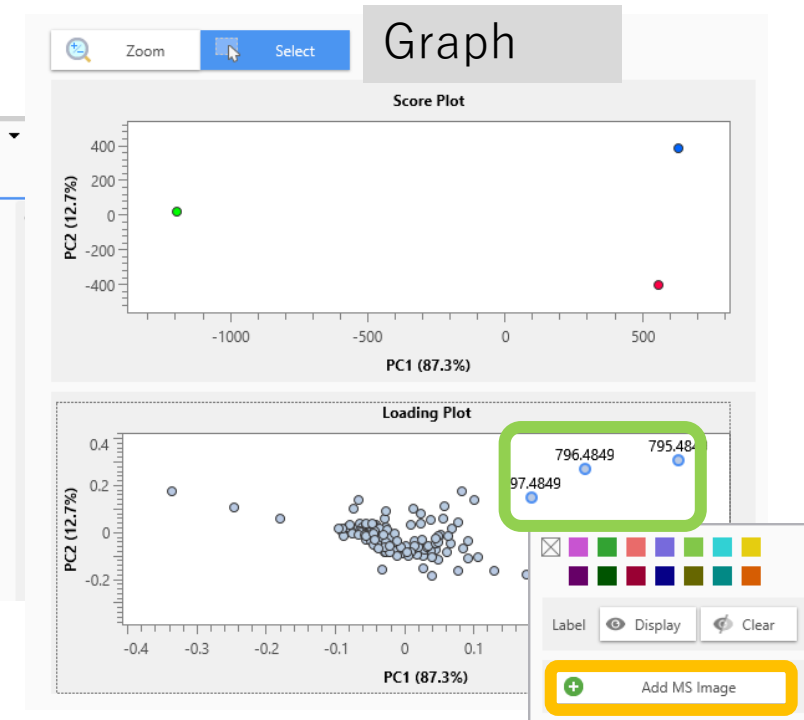 Graph
Zoom
Select
Score Plot
400
200
0
-200
-400
PC2 (12.7%)
-1000
-500
0
500
PC1 (87.3%)
Loading Plot
0.4
0.2
0
-0.2
PC2 (12.7%)
795.484
796.4849
97.4849
-0.4
-0.3
-0.2
-0.1
0
0.1
PC1 (87.3%)
Label
Display
Clear
Add MS Image